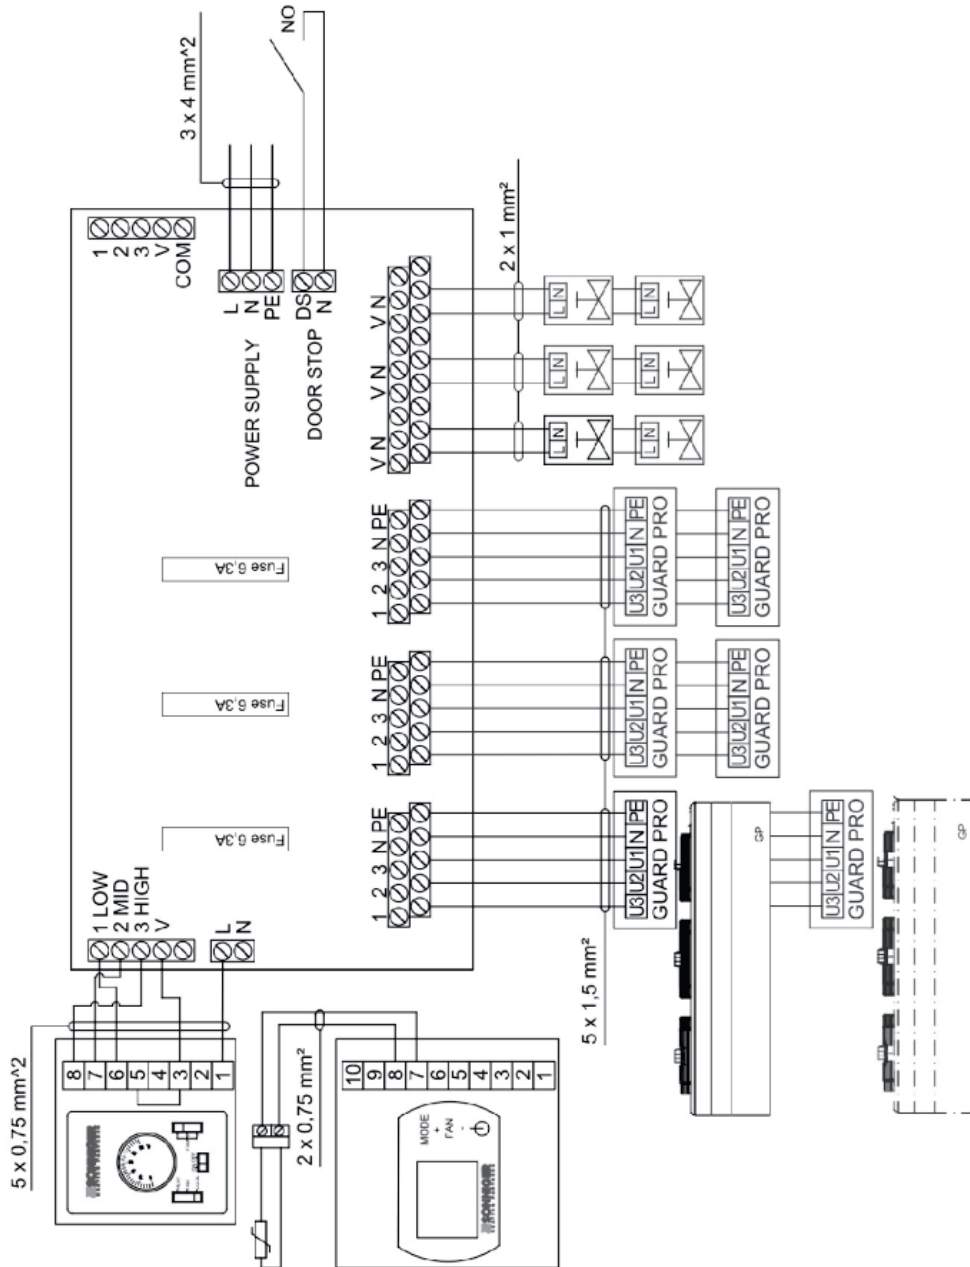 3 x 4 mm^2
NO
1
2
3
V
COM
L
N
PE
POWER SUPPLY
DS
N
DOOR STOP
2 x 1 mm²
V N
V N
V N
L N
L N
L N
L N
L N
L N
Fuse 6,3A
Fuse 6,3A
Fuse 6,3A
1 2 3 N PE
1 2 3 N PE
1 2 3 N PE
U3 U2 U1 N PE
GUARD PRO
U3 U2 U1 N PE
GUARD PRO
U3 U2 U1 N PE
GUARD PRO
U3 U2 U1 N PE
GUARD PRO
U3 U2 U1 N PE
GUARD PRO
U3 U2 U1 N PE
GUARD PRO
GP
GP
1 LOW
2 MID
3 HIGH
V
L
N
5 x 1,5 mm²
5 x 0,75 mm^2
8
7
6
5
4
3
2
1
SONNIGER
2 x 0,75 mm²
10
9
8
7
6
5
4
3
2
1
MODE
+
FAN
-
SONNIGER